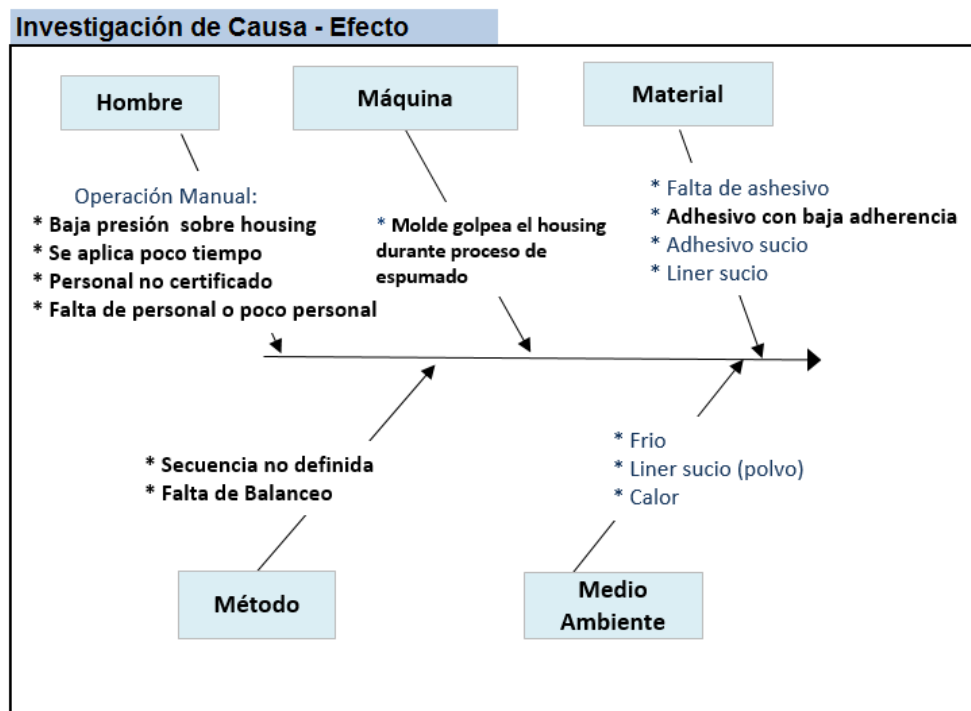 Investigación de Causa - Efecto
Hombre
Máquina
Material
Operación Manual:
* Baja presión sobre housing
* Se aplica poco tiempo
* Personal no certificado
* Falta de personal o poco personal
* Molde golpea el housing
durante proceso de
espumado
* Falta de ashesivo
* Adhesivo con baja adherencia
* Adhesivo sucio
* Liner sucio
* Secuencia no definida
* Falta de Balanceo
* Frio
* Liner sucio (polvo)
* Calor
Método
Medio
Ambiente